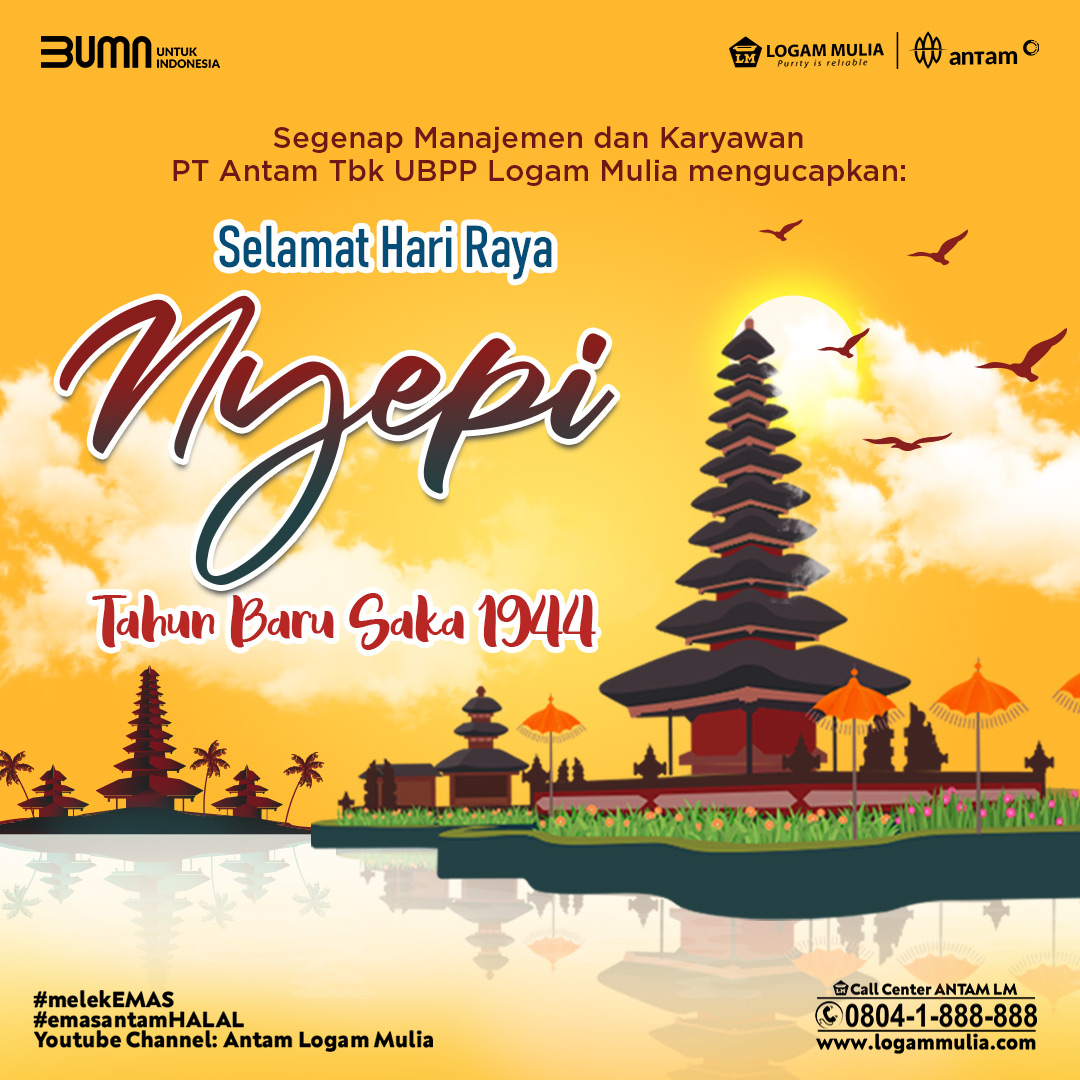 BUMN UNTUK
INDONESIA
LM LOGAM MULIA
Purity is reliable
antam
Segenap Manajemen dan Karyawan
PT Antam Tbk UBPP Logam Mulia mengucapkan:
Selamat Hari Raya
Nyepi
Tahun Baru Saka 1944
#melekEMAS
#emasantamHALAL
Youtube Channel: Antam Logam Mulia
LM Call Center ANTAM LM
0804-1-888-888
www.logammulia.com